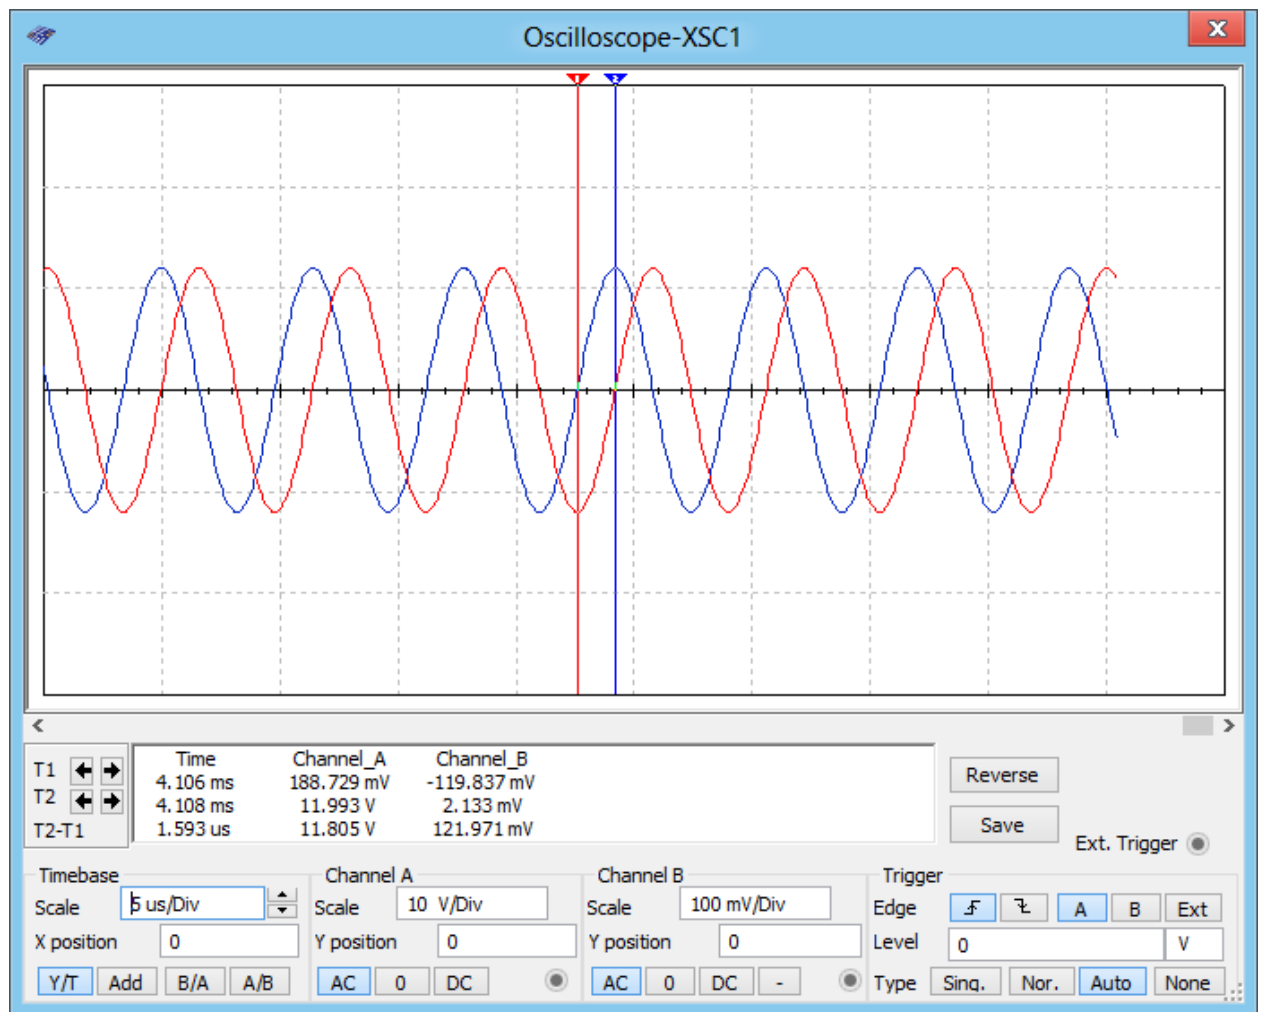 Oscilloscope-XSC1
X
1 2
Time Channel_A Channel_B
T1 4.106 ms 188.729 mV -119.837 mV
T2 4.108 ms 11.993 V 2.133 mV
T2-T1 1.593 us 11.805 V 121.971 mV
Reverse
Save
Ext. Trigger
Timebase Channel A Channel B Trigger
Scale 5 us/Div Scale 10 V/Div Scale 100 mV/Div Edge A B Ext
X position 0 Y position 0 Y position 0 Level 0 V
Y/T Add B/A A/B AC 0 DC AC 0 DC - Type Sing. Nor. Auto None